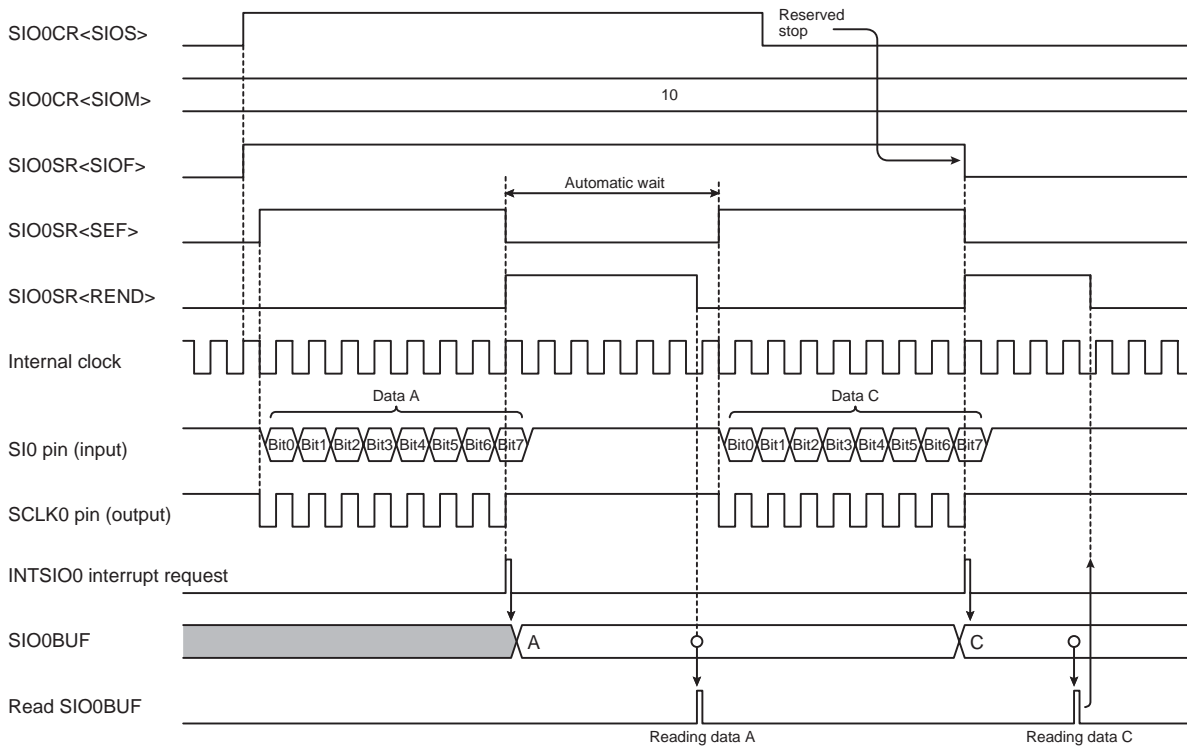 SIO0CR<SIOS>
Reserved
stop
SIO0CR<SIOM>
10
SIO0SR<SIOF>
Automatic wait
SIO0SR<SEF>
SIO0SR<REND>
Internal clock
Data A
Data C
SI0 pin (input)
Bit0 Bit1 Bit2 Bit3 Bit4 Bit5 Bit6 Bit7
Bit0 Bit1 Bit2 Bit3 Bit4 Bit5 Bit6 Bit7
SCLK0 pin (output)
INTSIO0 interrupt request
SIO0BUF
A
C
Read SIO0BUF
Reading data A
Reading data C